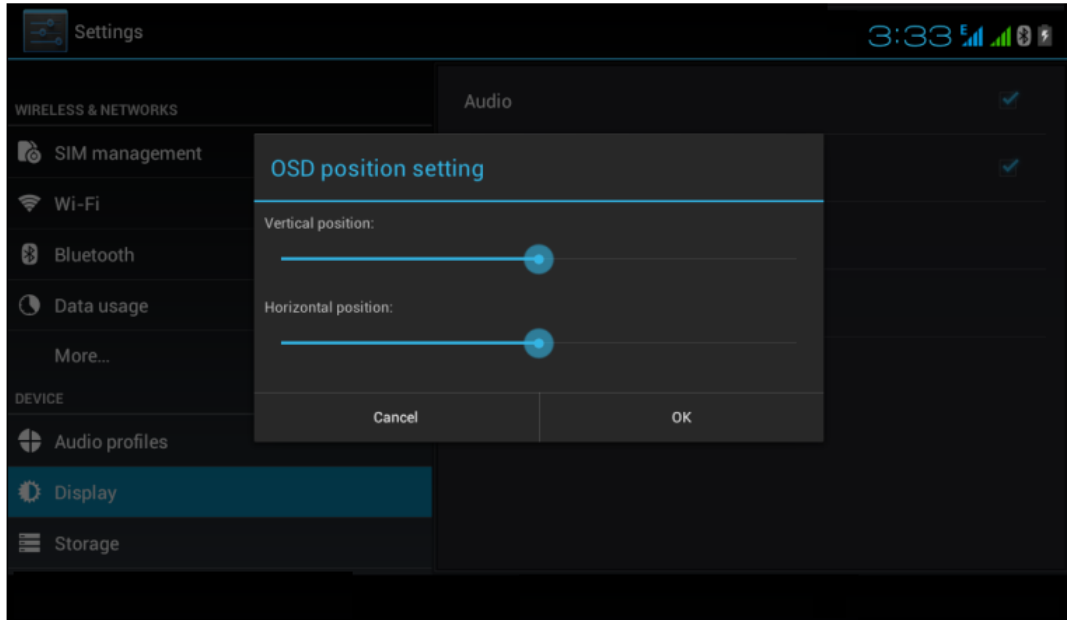 Settings
3:33
E
WIRELESS & NETWORKS
SIM management
Wi-Fi
Bluetooth
Data usage
More...
DEVICE
Audio profiles
Display
Storage
Audio
OSD position setting
Vertical position:
Horizontal position:
Cancel
OK